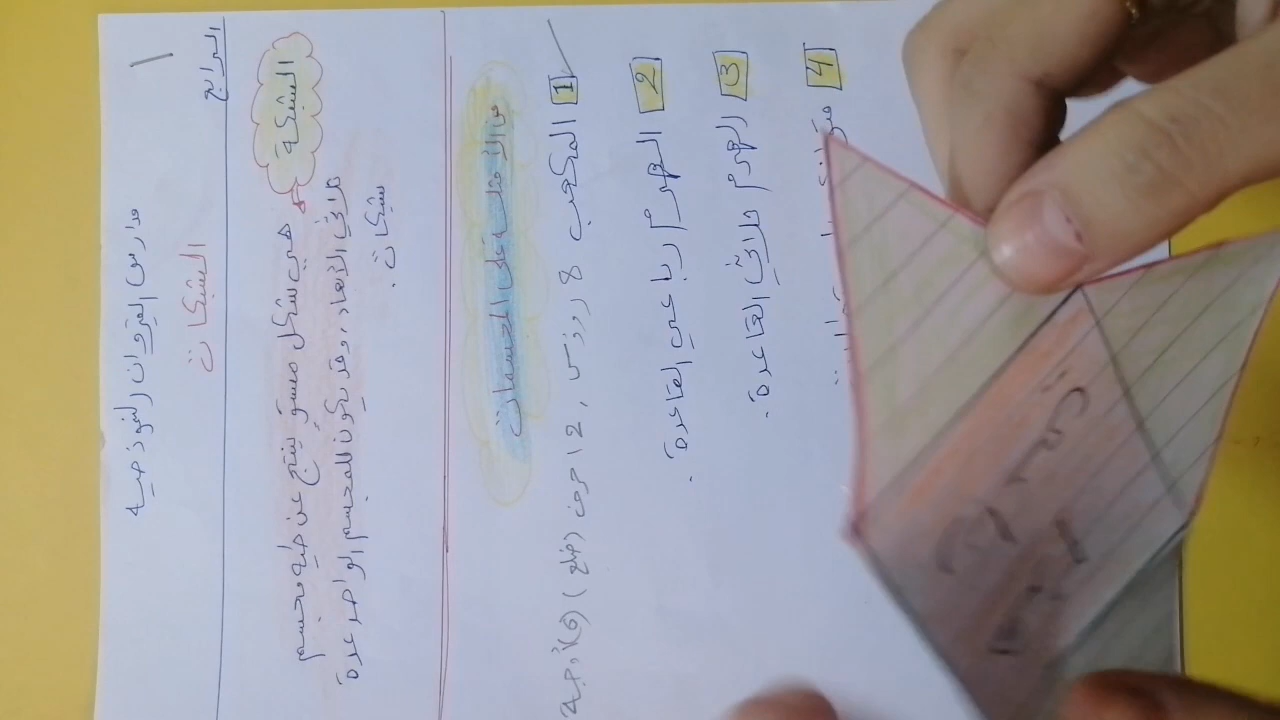 مدارس القيروان النموذجية
الرابع
الشبكات
الشبكة هي شكل مستوٍ ينتج عن طيه مجسم
ثلاثي الأبعاد، وقد يكون للمجسم الواحد عدة
شبكات.
من الأمثلة على المجسمات
1 المكعب 8 رؤوس، 12 حرف (ضلع) (6) أوجه
2 الهرم رباعي القاعدة.
3 الهرم ثلاثي القاعدة.
4